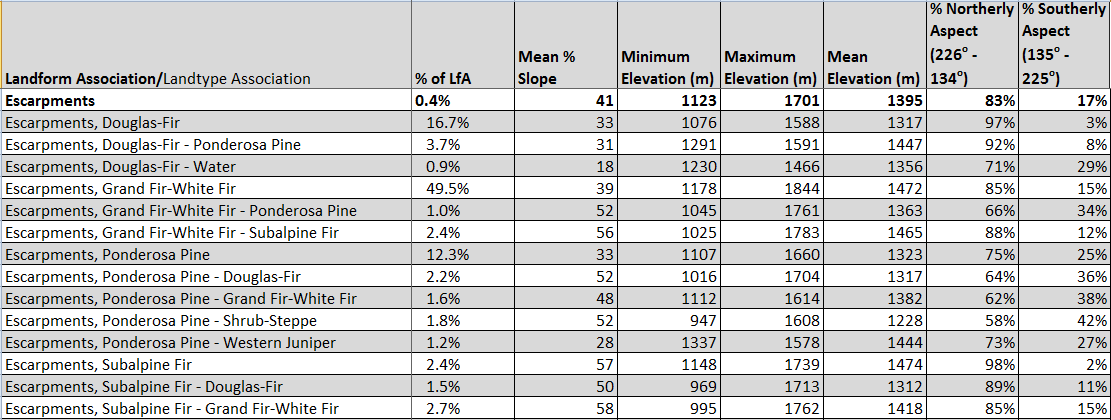 Landform Association/Landtype Association	% of LfA	Mean % Slope	Minimum Elevation (m)	Maximum Elevation (m)	Mean Elevation (m)	% Northerly Aspect (226º - 134º)	% Southerly Aspect (135º - 225º)
Escarpments	0.4%	41	1123	1701	1395	83%	17%
Escarpments, Douglas-Fir	16.7%	33	1076	1588	1317	97%	3%
Escarpments, Douglas-Fir - Ponderosa Pine	3.7%	31	1291	1591	1447	92%	8%
Escarpments, Douglas-Fir - Water	0.9%	18	1230	1466	1356	71%	29%
Escarpments, Grand Fir-White Fir	49.5%	39	1178	1844	1472	85%	15%
Escarpments, Grand Fir-White Fir - Ponderosa Pine	1.0%	52	1045	1761	1363	66%	34%
Escarpments, Grand Fir-White Fir - Subalpine Fir	2.4%	56	1025	1783	1465	88%	12%
Escarpments, Ponderosa Pine	12.3%	33	1107	1660	1323	75%	25%
Escarpments, Ponderosa Pine - Douglas-Fir	2.2%	52	1016	1704	1317	64%	36%
Escarpments, Ponderosa Pine - Grand Fir-White Fir	1.6%	48	1112	1614	1382	62%	38%
Escarpments, Ponderosa Pine - Shrub-Steppe	1.8%	52	947	1608	1228	58%	42%
Escarpments, Ponderosa Pine - Western Juniper	1.2%	28	1337	1578	1444	73%	27%
Escarpments, Subalpine Fir	2.4%	57	1148	1739	1474	98%	2%
Escarpments, Subalpine Fir - Douglas-Fir	1.5%	50	969	1713	1312	89%	11%
Escarpments, Subalpine Fir - Grand Fir-White Fir	2.7%	58	995	1762	1418	85%	15%